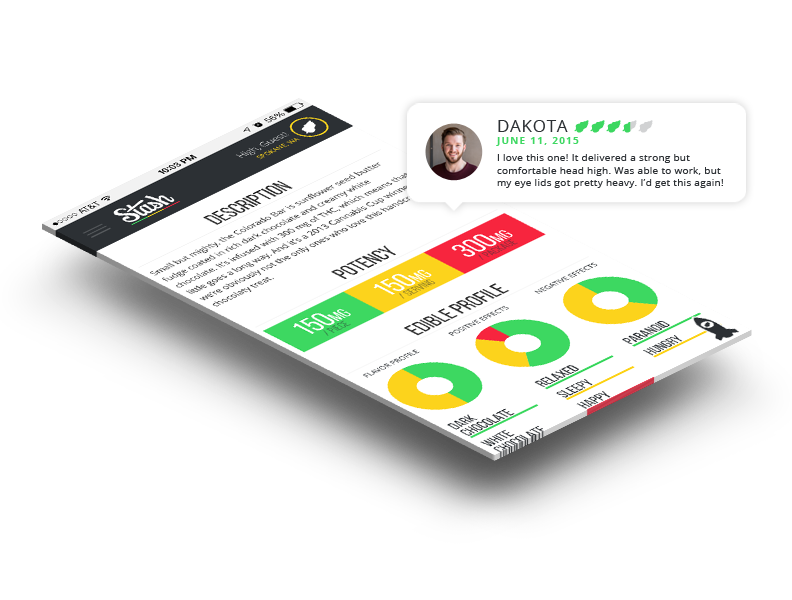 AT&T
10:03 PM
56%
Stash
High, Guest
SPOKANE, WA
DESCRIPTION
Small but mighty, the Colorado Bar is sunflower seed butter
fudge coated in rich dark chocolate and creamy white
chocolate. It's infused with 300 mg of THC, which means that
little goes a long way. And it's a 2013 Cannabis Cup winner
we're obviously not the only ones who love this handc
chocolaty treat.
POTENCY
150MG
/ PIECE
150MG
/ SERVING
300MG
/ PACKAGE
EDIBLE PROFILE
FLAVOR PROFILE
POSITIVE EFFECTS
NEGATIVE EFFECTS
DARK
CHOCOLATE
WHITE
CHOCOLATE
RELAXED
SLEEPY
HAPPY
PARANOID
HUNGRY
DAKOTA
JUNE 11, 2015
I love this one! It delivered a strong but
comfortable head high. Was able to work, but
my eye lids got pretty heavy. I'd get this again!